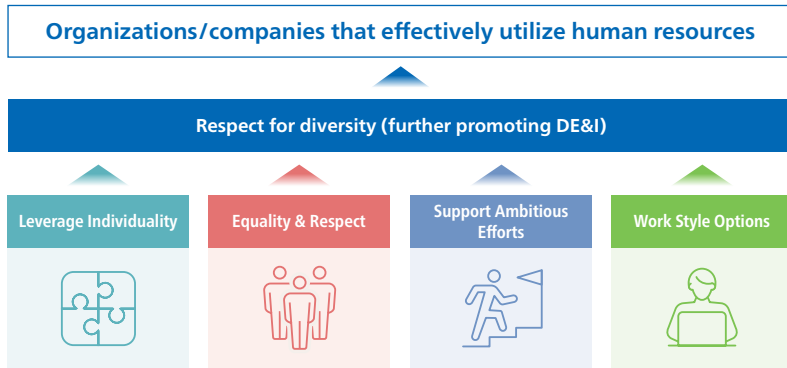 Organizations/companies that effectively utilize human resources
Respect for diversity (further promoting DE&I)
Leverage Individuality
Equality & Respect
Support Ambitious
Efforts
Work Style Options